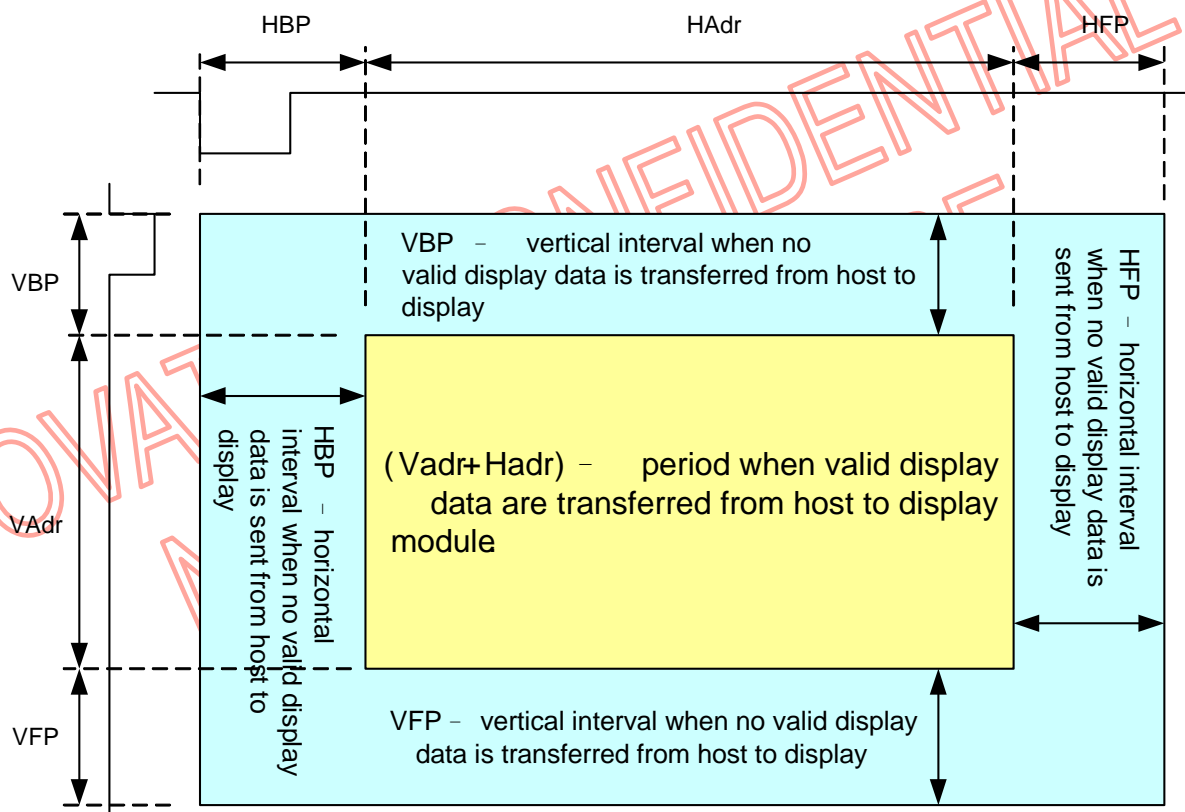 HBP
HAdr
HFP
VBP
VAdr
VFP
VBP – vertical interval when no
valid display data is transferred from host to
display
HFP – horizontal interval
when no valid display data is
sent from host to display
HBP – horizontal
interval when no valid display
data is sent from host to
display
(Vadr+Hadr) – period when valid display
data are transferred from host to display
module.
VFP – vertical interval when no valid display
data is transferred from host to display